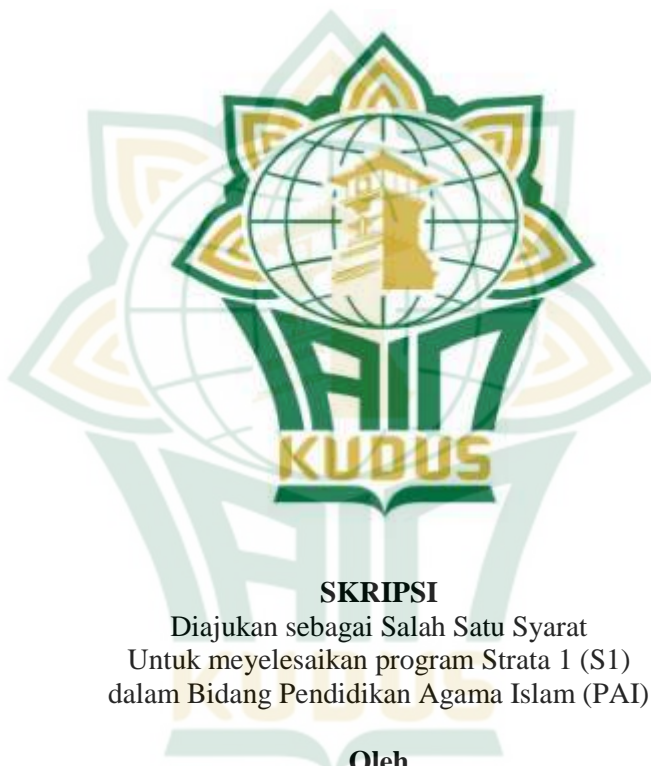 IAIN
KUDUS
SKRIPSI
Diajukan sebagai Salah Satu Syarat
Untuk meyelesaikan program Strata 1 (S1)
dalam Bidang Pendidikan Agama Islam (PAI)
Oleh